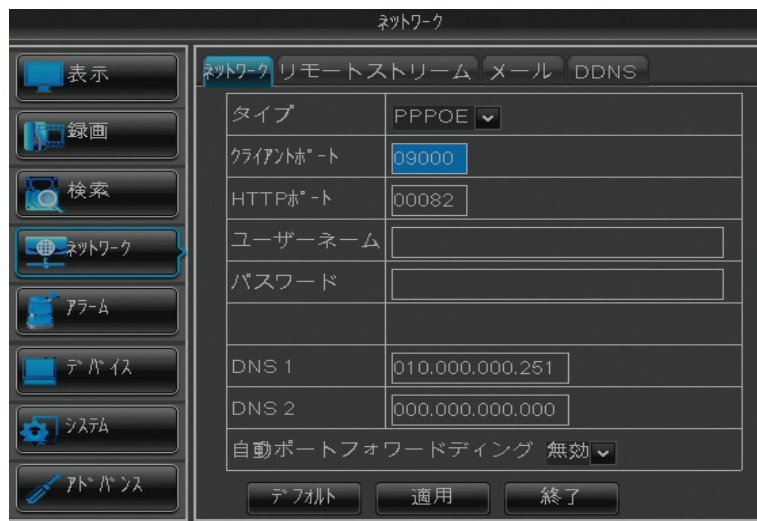 ネットワーク
表示
録画
検索
ネットワーク
アラーム
デバイス
システム
アドバンス
ネットワーク リモートストリーム メール DDNS
タイプ PPPOE
クライアントポート 09000
HTTPポート 00082
ユーザーネーム
パスワード
DNS 1 010.000.000.251
DNS 2 000.000.000.000
自動ポートフォワードディング 無効
デフォルト 適用 終了